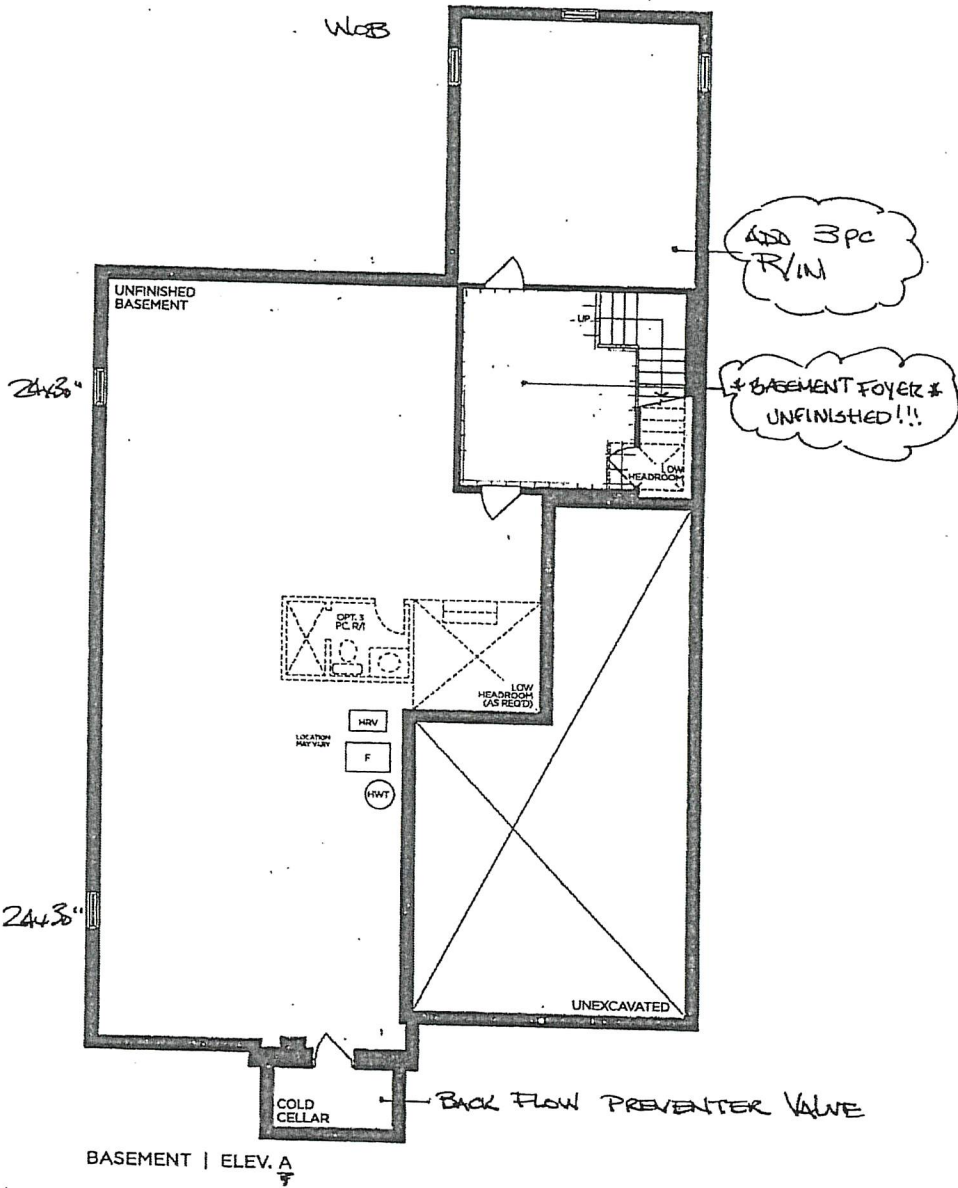 WOB
ADD 3PC
R/IN
UNFINISHED
BASEMENT
UP
24x30"
* BASEMENT FOYER *
UNFINISHED!!!
LOW
HEADROOM
OPT. 3
PC. R/I
LOW
HEADROOM
(AS REQ'D)
HRV
LOCATION
MAY VARY
F
HWT
24x30"
UNEXCAVATED
COLD
CELLAR
BACK FLOW PREVENTER VALVE
BASEMENT | ELEV. A